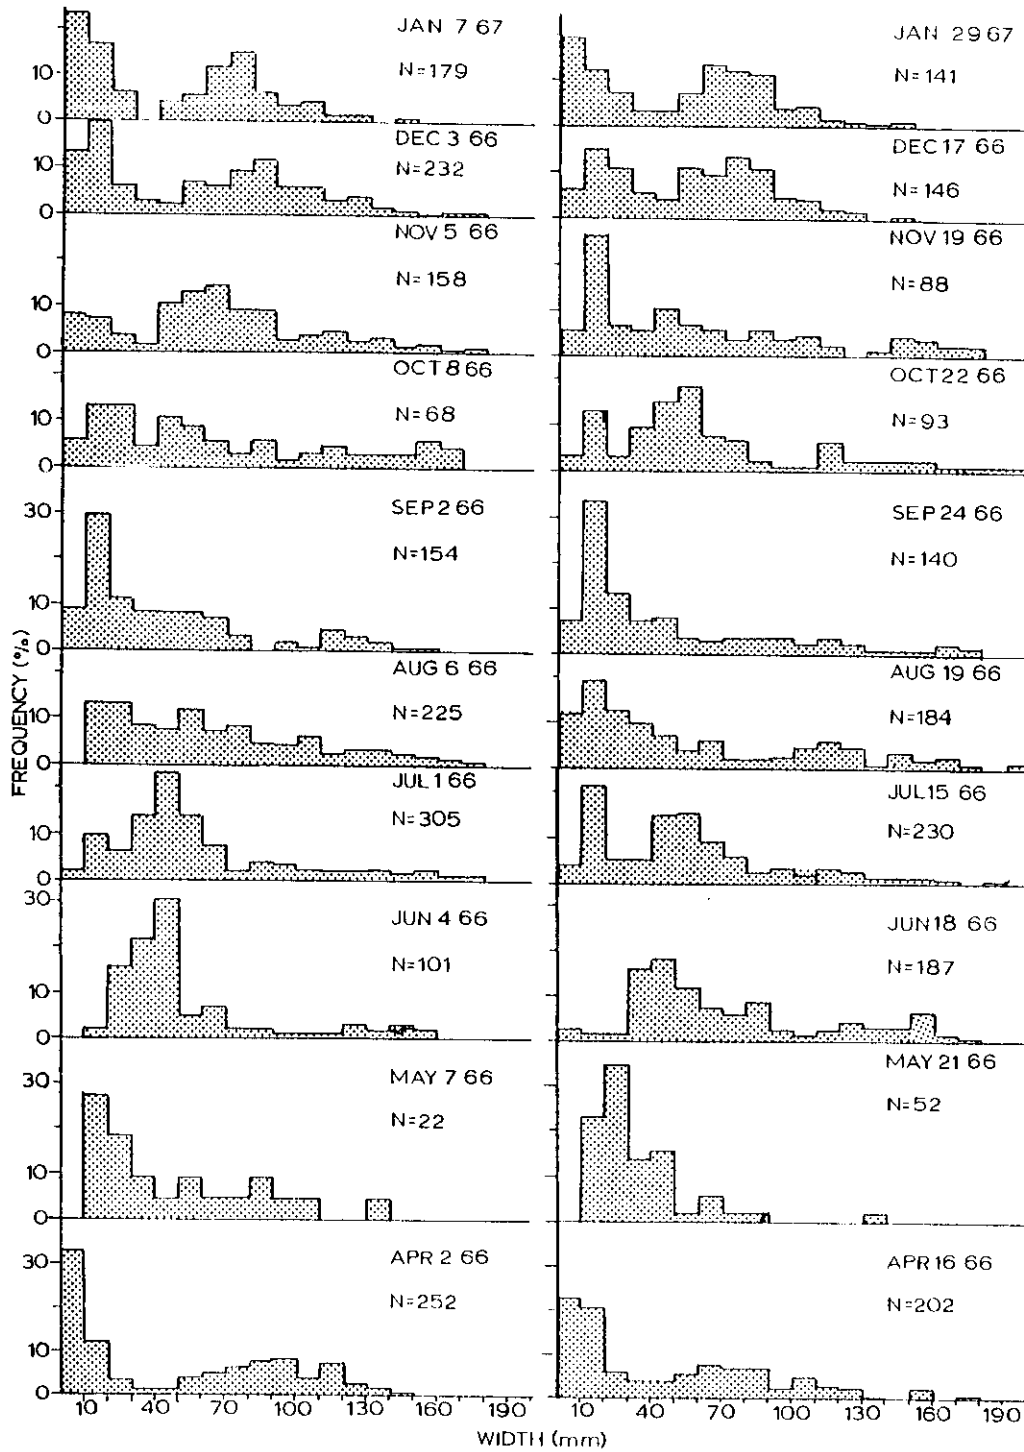 JAN 7 67
N=179
10
0
JAN 29 67
N=141
DEC 3 66
N=232
10
0
DEC 17 66
N=146
NOV 5 66
N=158
10
0
NOV 19 66
N=88
OCT 8 66
N=68
10
0
OCT 22 66
N=93
SEP 2 66
N=154
30
10
0
SEP 24 66
N=140
AUG 6 66
N=225
10
0
AUG 19 66
N=184
JUL 1 66
N=305
10
0
JUL 15 66
N=230
JUN 4 66
N=101
30
10
0
JUN 18 66
N=187
MAY 7 66
N=22
30
10
0
MAY 21 66
N=52
APR 2 66
N=252
30
10
0
APR 16 66
N=202
FREQUENCY (%)
10 40 70 100 130 160 190
10 40 70 100 130 160 190
WIDTH (mm)